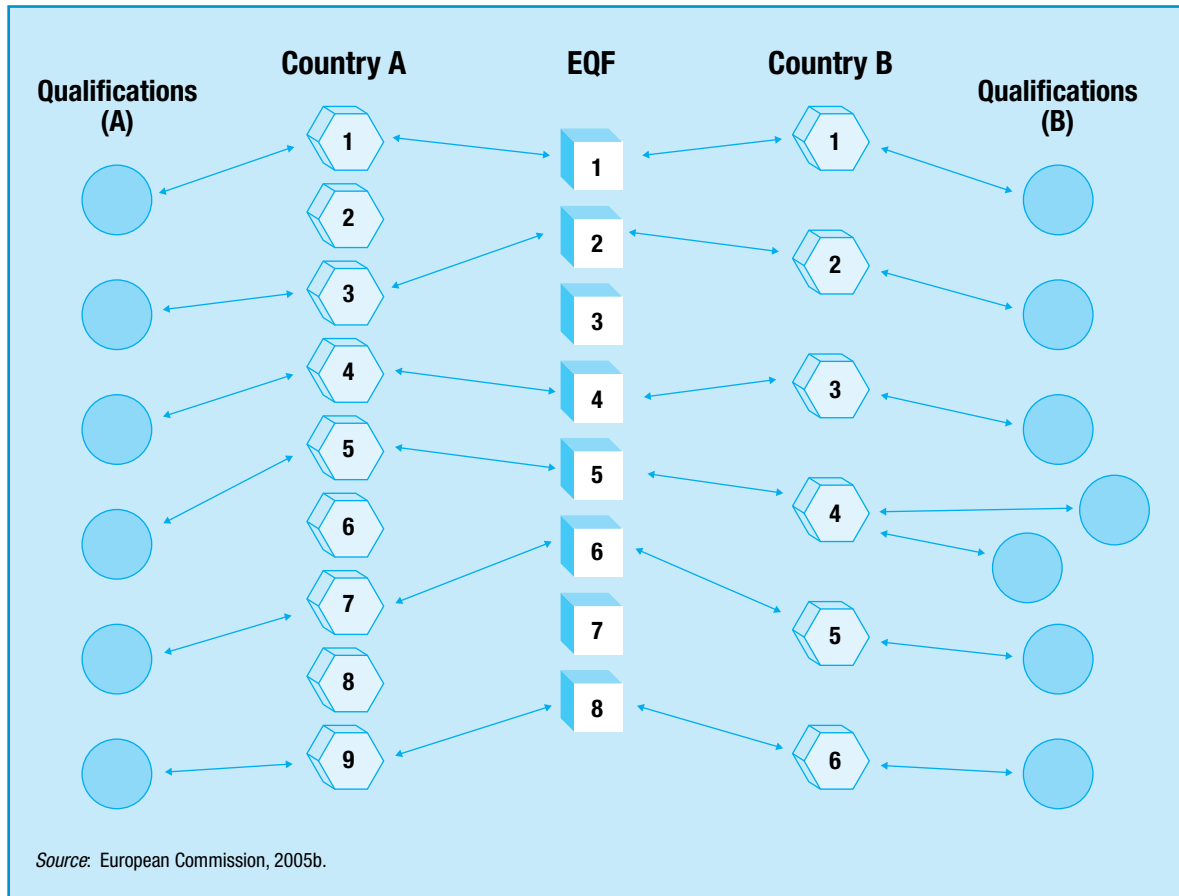 Country A
EQF
Country B
Qualifications
(A)
Qualifications
(B)
1
2
3
4
5
6
7
8
9
1
2
3
4
5
6
7
8
1
2
3
4
5
6
Source: European Commission, 2005b.